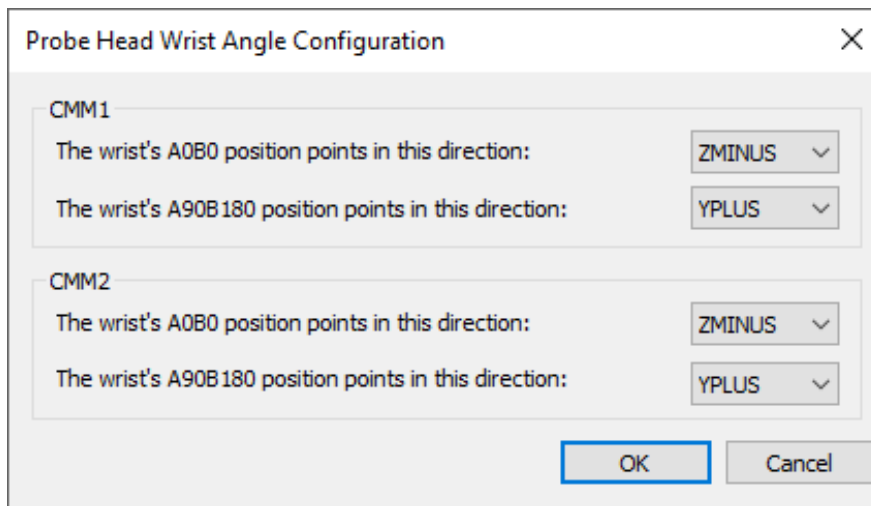 Probe Head Wrist Angle Configuration
CMM1
The wrist's A0B0 position points in this direction: ZMINUS
The wrist's A90B180 position points in this direction: YPLUS
CMM2
The wrist's A0B0 position points in this direction: ZMINUS
The wrist's A90B180 position points in this direction: YPLUS
OK Cancel